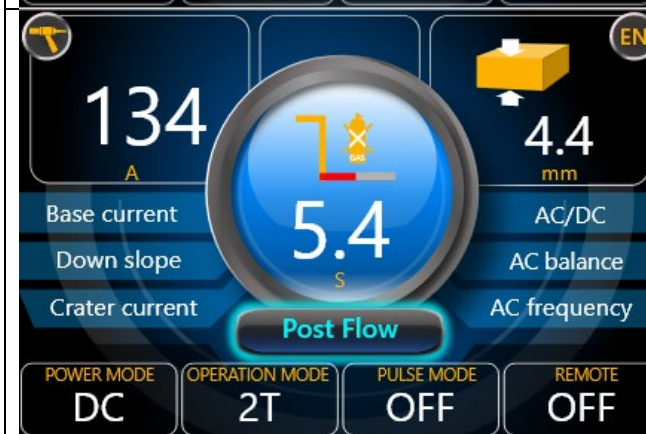 EN
134
A
GAS
5.4
S
4.4
mm
Base current
Down slope
Crater current
AC/DC
AC balance
AC frequency
Post Flow
POWER MODE
DC
OPERATION MODE
2T
PULSE MODE
OFF
REMOTE
OFF